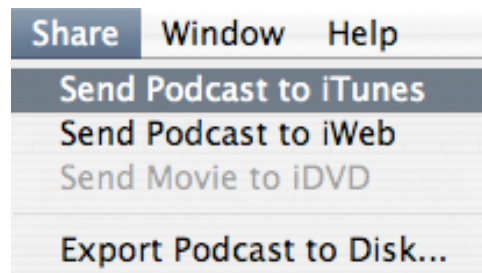 Share Window Help
Send Podcast to iTunes
Send Podcast to iWeb
Send Movie to iDVD
Export Podcast to Disk...